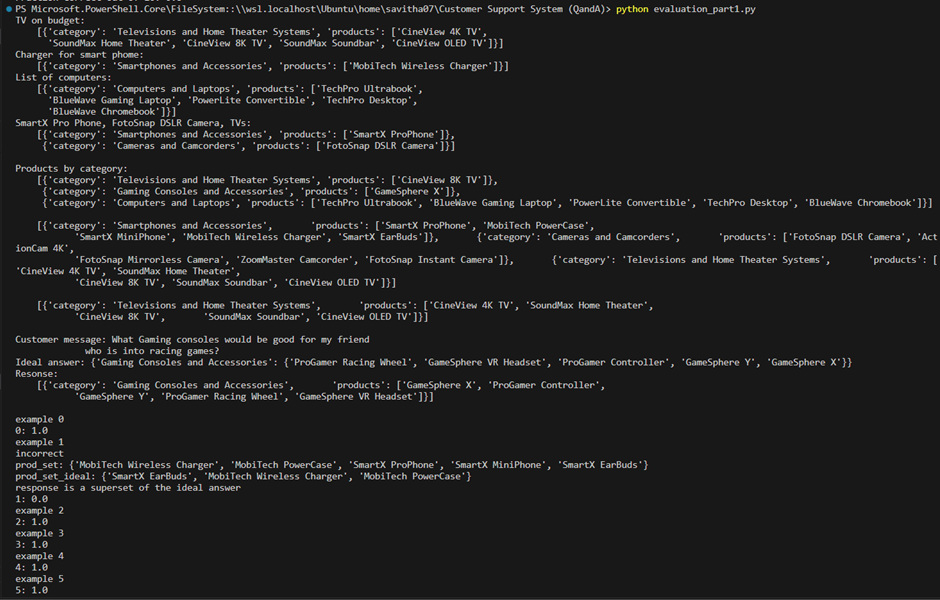 PS Microsoft.PowerShell.Core\FileSystem::\\wsl.localhost\Ubuntu\home\savitha07\Customer Support System (QandA)> python evaluation_part1.py
TV on budget:
[{'category': 'Televisions and Home Theater Systems', 'products': ['CineView 4K TV',
'SoundMax Home Theater', 'CineView 8K TV', 'SoundMax Soundbar', 'CineView OLED TV']}]
Charger for smart phome:
[{'category': 'Smartphones and Accessories', 'products': ['MobiTech Wireless Charger']}]
List of computers:
[{'category': 'Computers and Laptops', 'products': ['TechPro Ultrabook',
'BlueWave Gaming Laptop', 'PowerLite Convertible', 'TechPro Desktop',
'BlueWave Chromebook']}]
SmartX Pro Phone, FotoSnap DSLR Camera, TVs:
[{'category': 'Smartphones and Accessories', 'products': ['SmartX ProPhone']},
{'category': 'Cameras and Camcorders', 'products': ['FotoSnap DSLR Camera']}]
Products by category:
[{'category': 'Televisions and Home Theater Systems', 'products': ['CineView 8K TV']},
{'category': 'Gaming Consoles and Accessories', 'products': ['GameSphere X']},
{'category': 'Computers and Laptops', 'products': ['TechPro Ultrabook', 'BlueWave Gaming Laptop', 'PowerLite Convertible', 'TechPro Desktop', 'BlueWave Chromebook']}]
[{'category': 'Smartphones and Accessories', 'products': ['SmartX ProPhone', 'MobiTech PowerCase',
'SmartX MiniPhone', 'MobiTech Wireless Charger', 'SmartX EarBuds']}, {'category': 'Cameras and Camcorders', 'products': ['FotoSnap DSLR Camera', 'Act
ionCam 4K',
'FotoSnap Mirrorless Camera', 'ZoomMaster Camcorder', 'FotoSnap Instant Camera']}, {'category': 'Televisions and Home Theater Systems', 'products': [
'CineView 4K TV', 'SoundMax Home Theater',
'CineView 8K TV', 'SoundMax Soundbar', 'CineView OLED TV']}]
[{'category': 'Televisions and Home Theater Systems', 'products': ['CineView 4K TV', 'SoundMax Home Theater',
'CineView 8K TV', 'SoundMax Soundbar', 'CineView OLED TV']}]
Customer message: What Gaming consoles would be good for my friend
who is into racing games?
Ideal answer: {'Gaming Consoles and Accessories': {'ProGamer Racing Wheel', 'GameSphere VR Headset', 'ProGamer Controller', 'GameSphere Y', 'GameSphere X'}}
Resonse:
[{'category': 'Gaming Consoles and Accessories', 'products': ['GameSphere X', 'ProGamer Controller',
'GameSphere Y', 'ProGamer Racing Wheel', 'GameSphere VR Headset']}]
example 0
0: 1.0
example 1
incorrect
prod_set: {'MobiTech Wireless Charger', 'MobiTech PowerCase', 'SmartX ProPhone', 'SmartX MiniPhone', 'SmartX EarBuds'}
prod_set_ideal: {'SmartX EarBuds', 'MobiTech Wireless Charger', 'MobiTech PowerCase'}
response is a superset of the ideal answer
1: 0.0
example 2
2: 1.0
example 3
3: 1.0
example 4
4: 1.0
example 5
5: 1.0